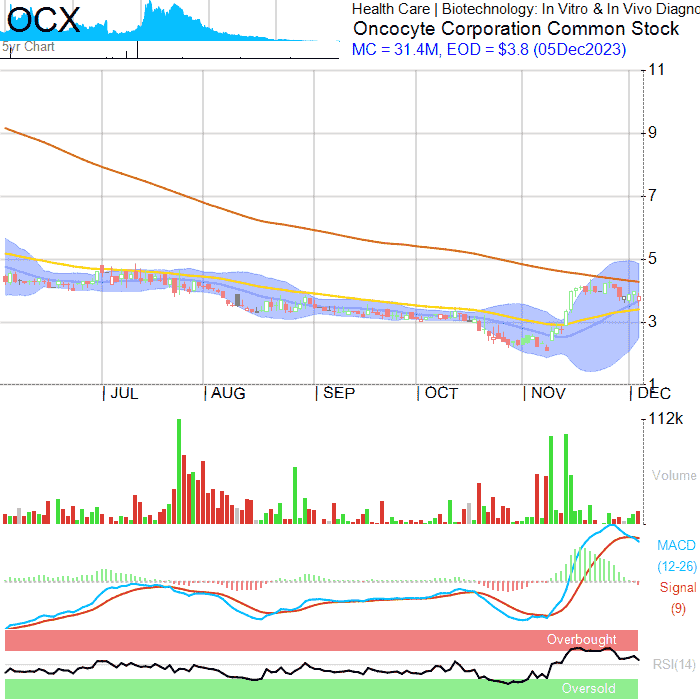 OCX
5yr Chart
Health Care | Biotechnology: In Vitro & In Vivo Diagno
Oncocyte Corporation Common Stock
MC = 31.4M, EOD = $3.8 (05Dec2023)
11
9
7
5
3
1
JUL AUG SEP OCT NOV DEC
112k
Volume
MACD
(12-26)
Signal
(9)
Overbought
RSI(14)
Oversold